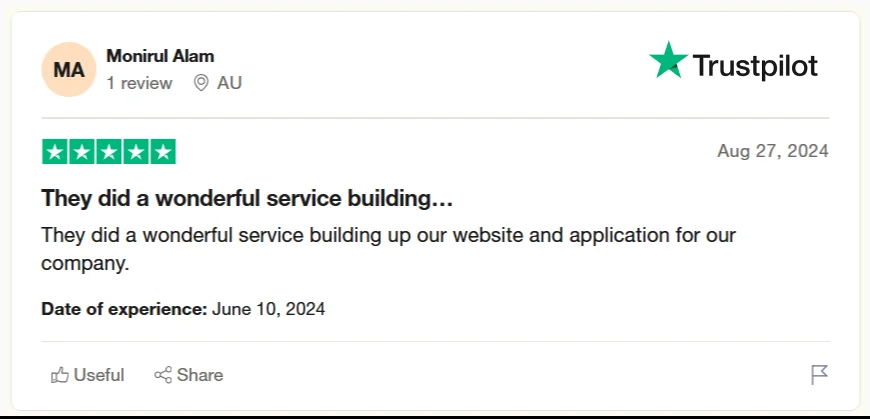 MA
Monirul Alam
1 review AU
Trustpilot
Aug 27, 2024
They did a wonderful service building…
They did a wonderful service building up our website and application for our
company.
Date of experience: June 10, 2024
Useful Share